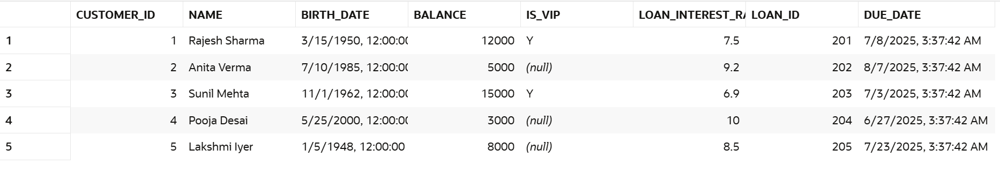 CUSTOMER_ID NAME BIRTH_DATE BALANCE IS_VIP LOAN_INTEREST_RA LOAN_ID DUE_DATE
1 1 Rajesh Sharma 3/15/1950, 12:00:00 12000 Y 7.5 201 7/8/2025, 3:37:42 AM
2 2 Anita Verma 7/10/1985, 12:00:00 5000 (null) 9.2 202 8/7/2025, 3:37:42 AM
3 3 Sunil Mehta 11/1/1962, 12:00:00 15000 Y 6.9 203 7/3/2025, 3:37:42 AM
4 4 Pooja Desai 5/25/2000, 12:00:00 3000 (null) 10 204 6/27/2025, 3:37:42 AM
5 5 Lakshmi Iyer 1/5/1948, 12:00:00 8000 (null) 8.5 205 7/23/2025, 3:37:42 AM